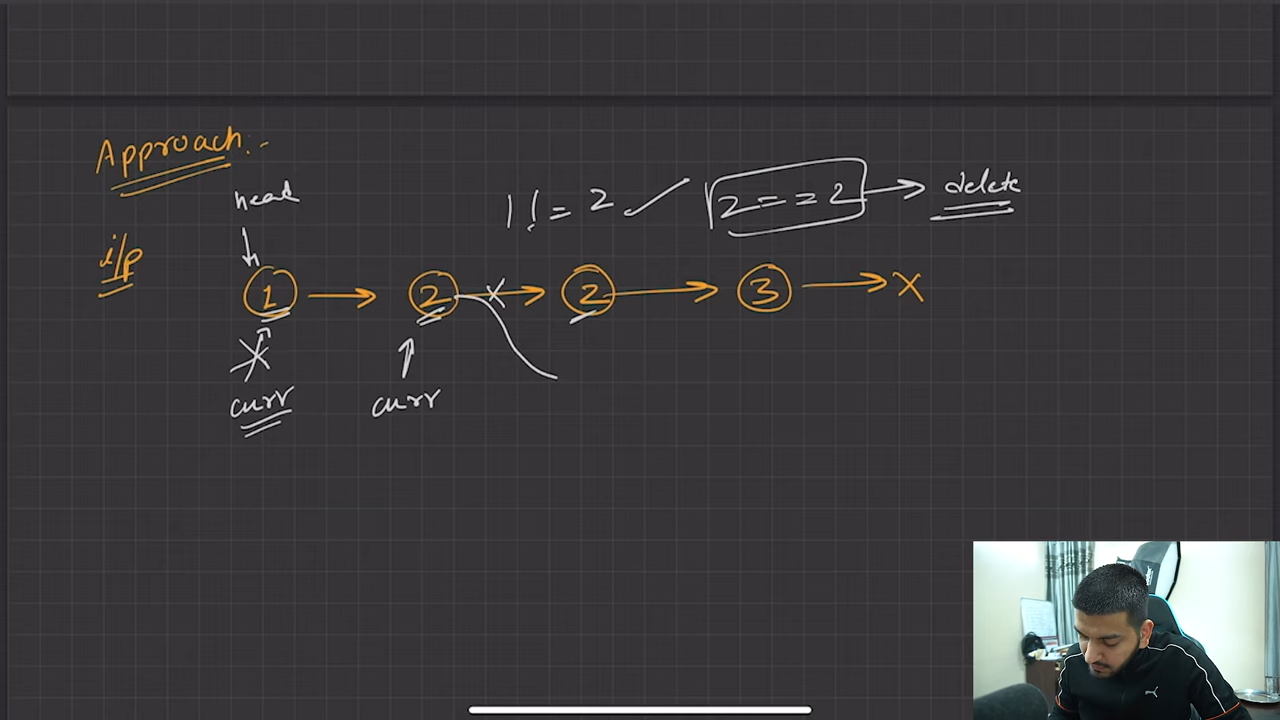 Approach:-
head
1 != 2 ✓ 2 == 2 → delete
i/p
1 → 2 → 2 → 3 → X
curr curr